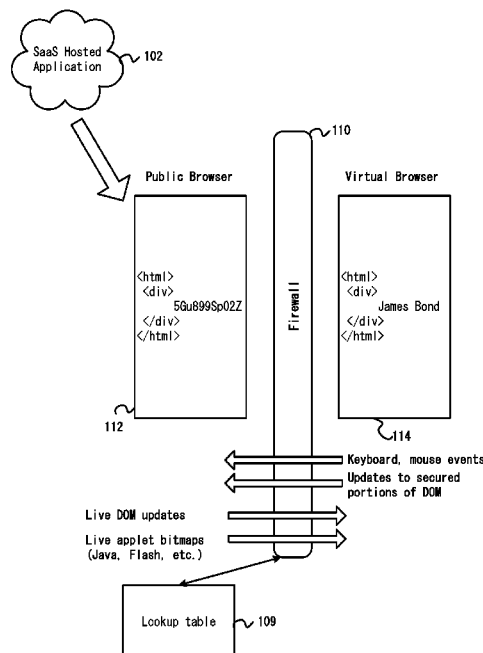 SaaS Hosted
Application
102
110
Public Browser
Virtual Browser
<html>
<div>
5Gu899Sp02Z
</div>
</html>
Firewall
<html>
<div>
James Bond
</div>
</html>
112
114
Keyboard, mouse events
Updates to secured
portions of DOM
Live DOM updates
Live applet bitmaps
(Java, Flash, etc.)
Lookup table
109